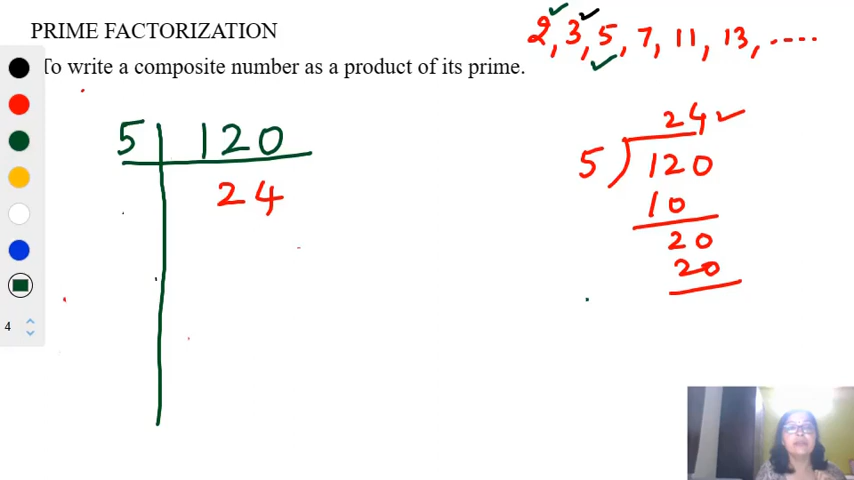 PRIME FACTORIZATION
To write a composite number as a product of its prime.
2, 3, 5, 7, 11, 13, .....
5 | 120
24
24
5 ) 120
10
20
20
4